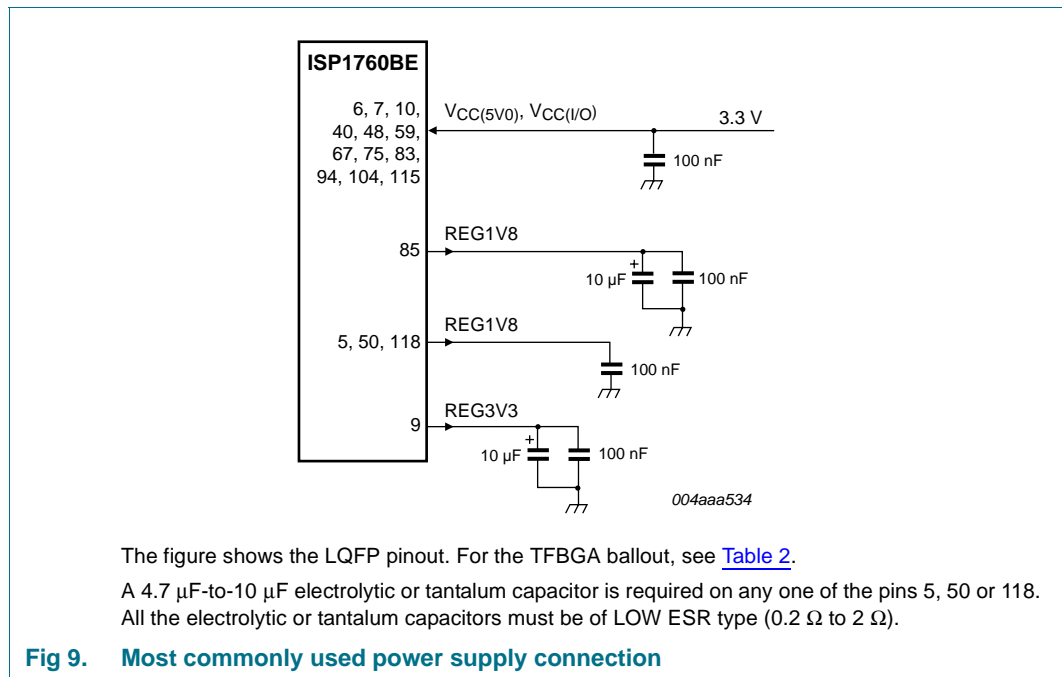 ISP1760BE
6, 7, 10,
40, 48, 59,
67, 75, 83,
94, 104, 115
VCC(5V0), VCC(I/O)
3.3 V
100 nF
85
REG1V8
+
10 µF
100 nF
5, 50, 118
REG1V8
100 nF
9
REG3V3
+
10 µF
100 nF
004aaa534
The figure shows the LQFP pinout. For the TFBGA ballout, see Table 2.
A 4.7 µF-to-10 µF electrolytic or tantalum capacitor is required on any one of the pins 5, 50 or 118.
All the electrolytic or tantalum capacitors must be of LOW ESR type (0.2 Ω to 2 Ω).
Fig 9. Most commonly used power supply connection